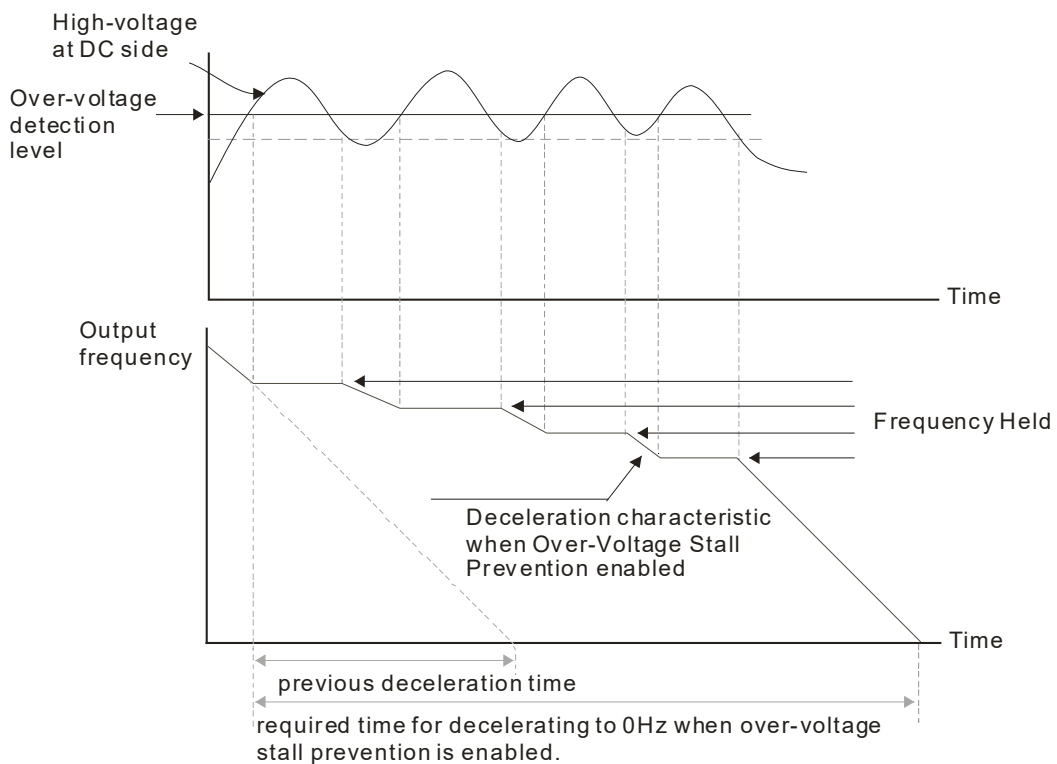 High-voltage
at DC side
Over-voltage
detection
level
Time
Output
frequency
Frequency Held
Deceleration characteristic
when Over-Voltage Stall
Prevention enabled
Time
previous deceleration time
required time for decelerating to 0Hz when over-voltage
stall prevention is enabled.